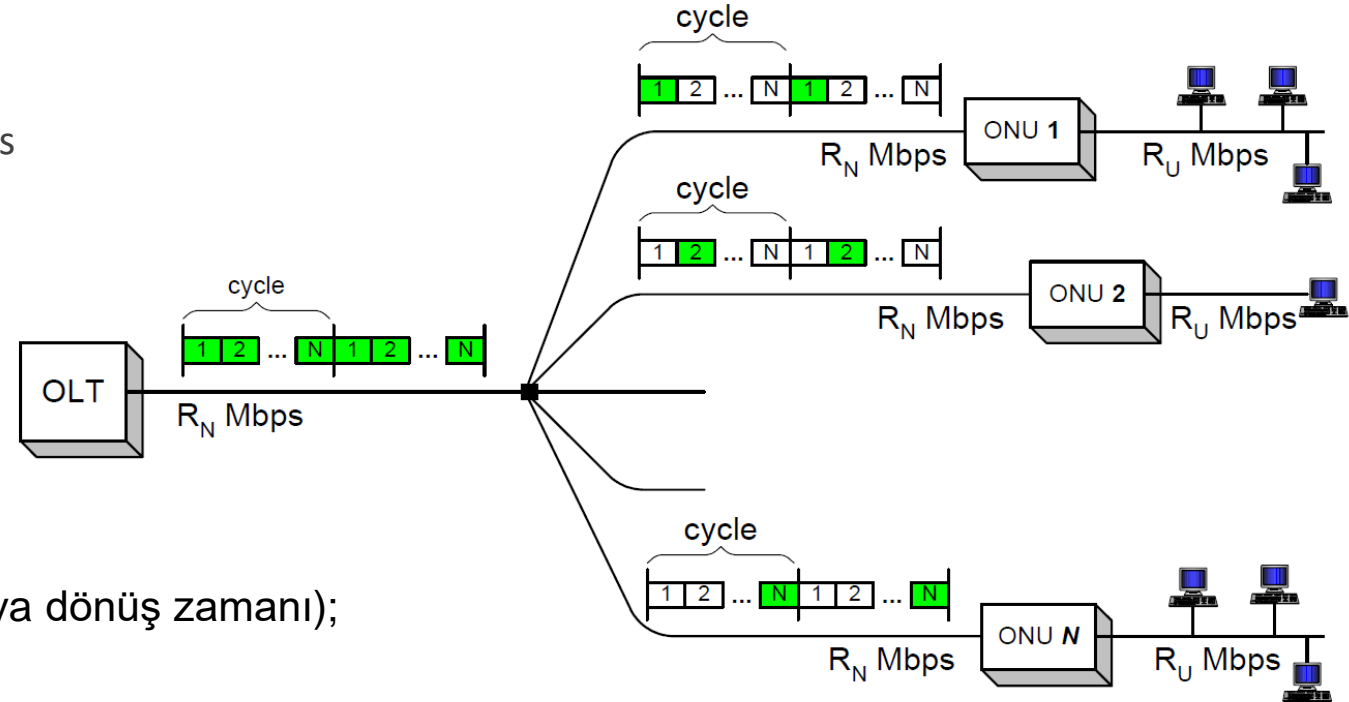 cycle
1 2 ... N 1 2 ... N
ONU 1
s
R_N Mbps
R_U Mbps
cycle
1 2 ... N 1 2 ... N
ONU 2
R_N Mbps
R_U Mbps
cycle
1 2 ... N 1 2 ... N
OLT
R_N Mbps
cycle
1 2 ... N 1 2 ... N
ya dönüş zamanı);
ONU N
R_N Mbps
R_U Mbps